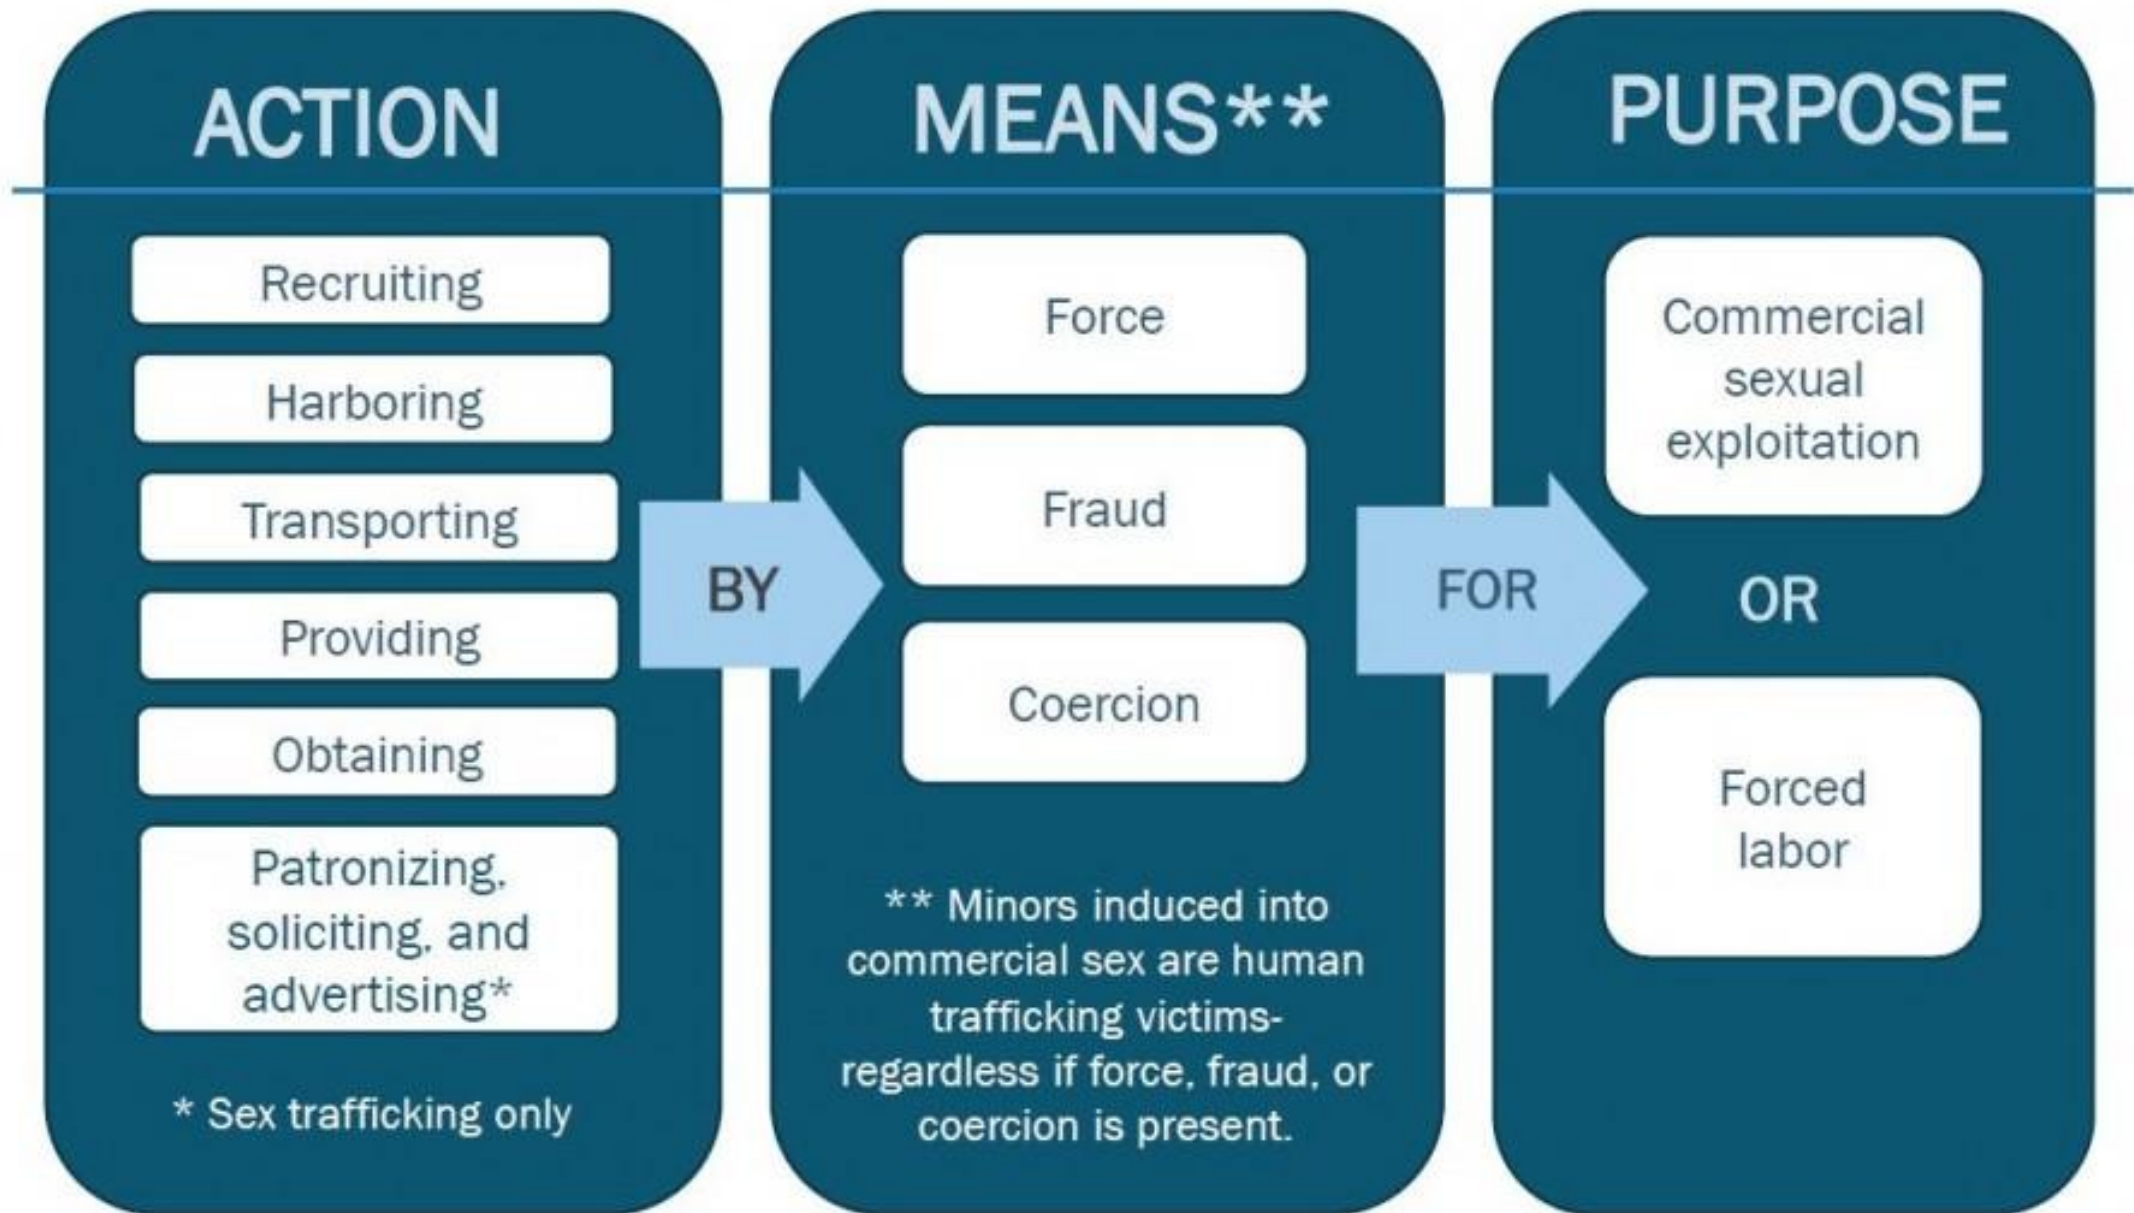 ACTION
Recruiting
Harboring
Transporting
Providing
Obtaining
Patronizing,
soliciting, and
advertising*
* Sex trafficking only
BY
MEANS**
Force
Fraud
Coercion
** Minors induced into
commercial sex are human
trafficking victims-
regardless if force, fraud, or
coercion is present.
FOR
PURPOSE
Commercial
sexual
exploitation
OR
Forced
labor